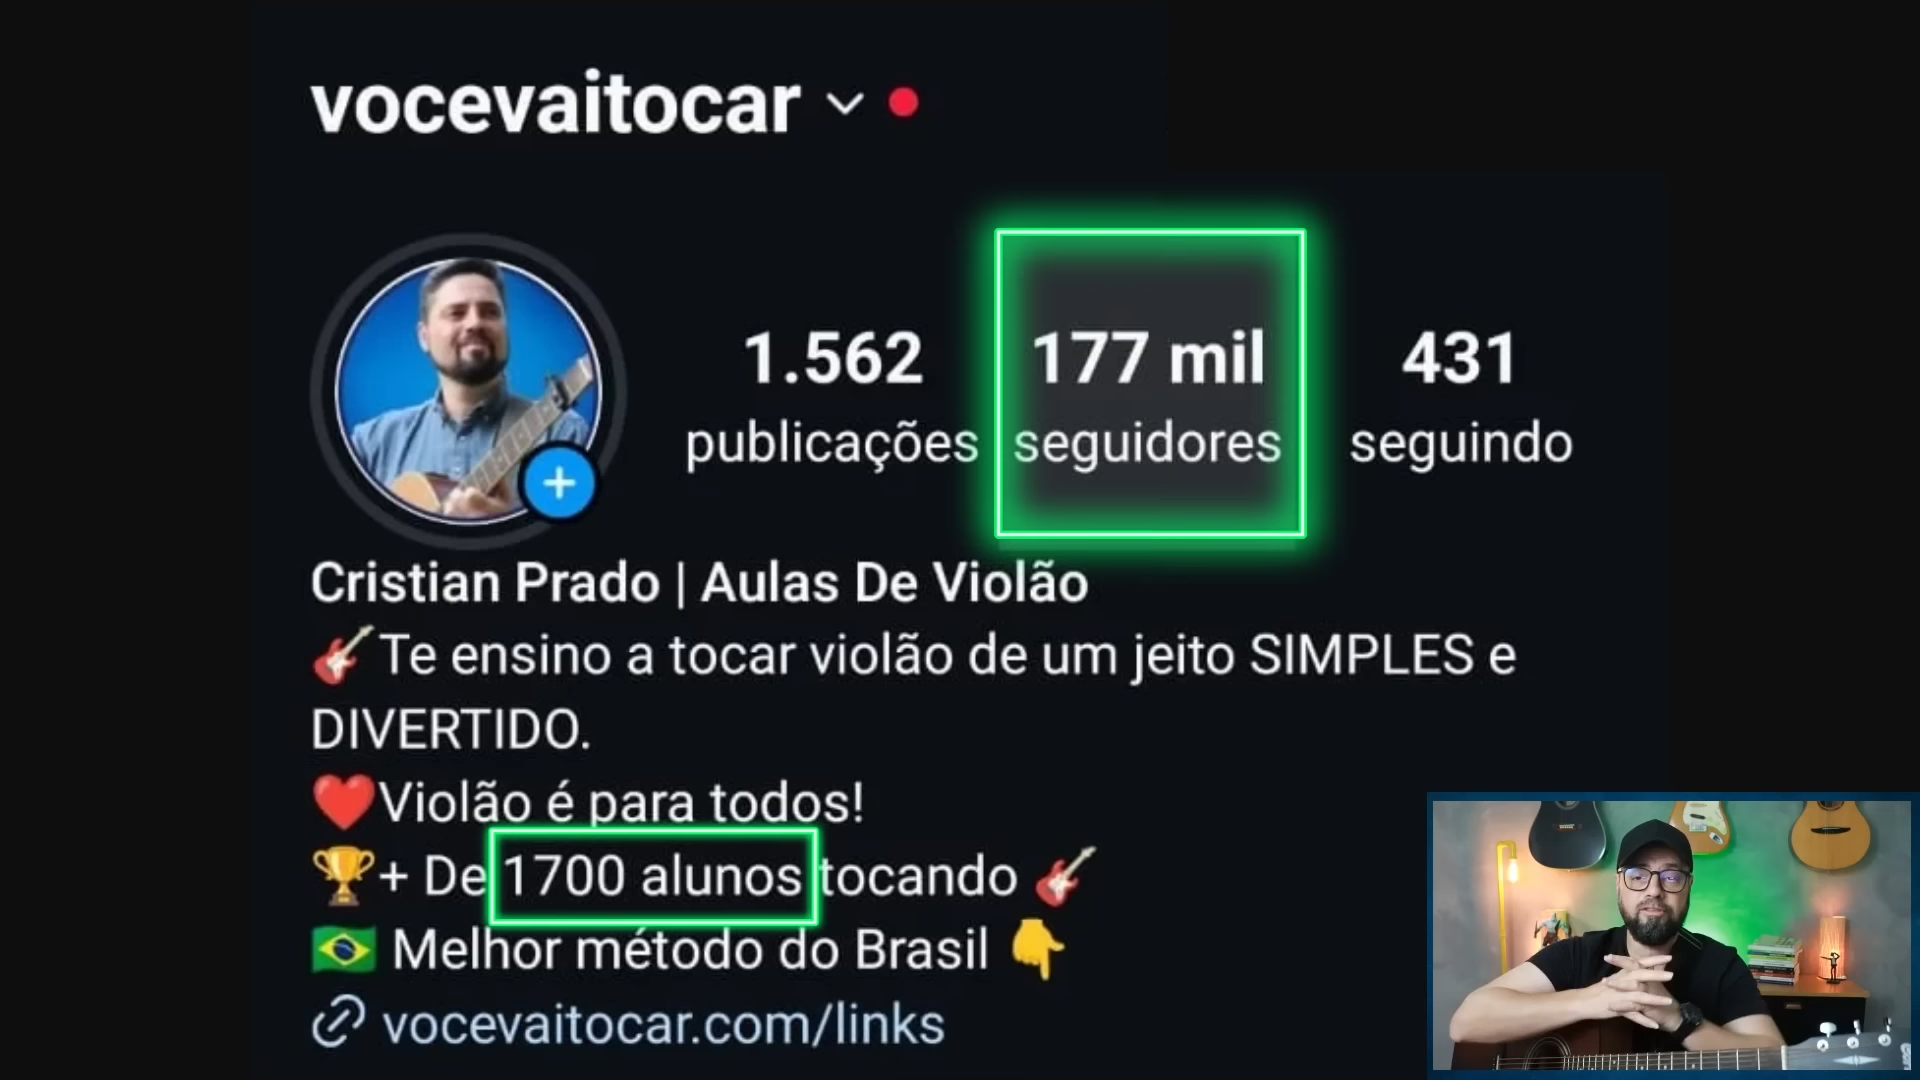 vocevaitocar
1.562
177 mil
431
publicações
seguidores
seguindo
Cristian Prado | Aulas De Violão
🎸Te ensino a tocar violão de um jeito SIMPLES e
DIVERTIDO.
❤️Violão é para todos!
🏆+ De 1700 alunos tocando 🎸
🇧🇷 Melhor método do Brasil 👇
vocevaitocar.com/links